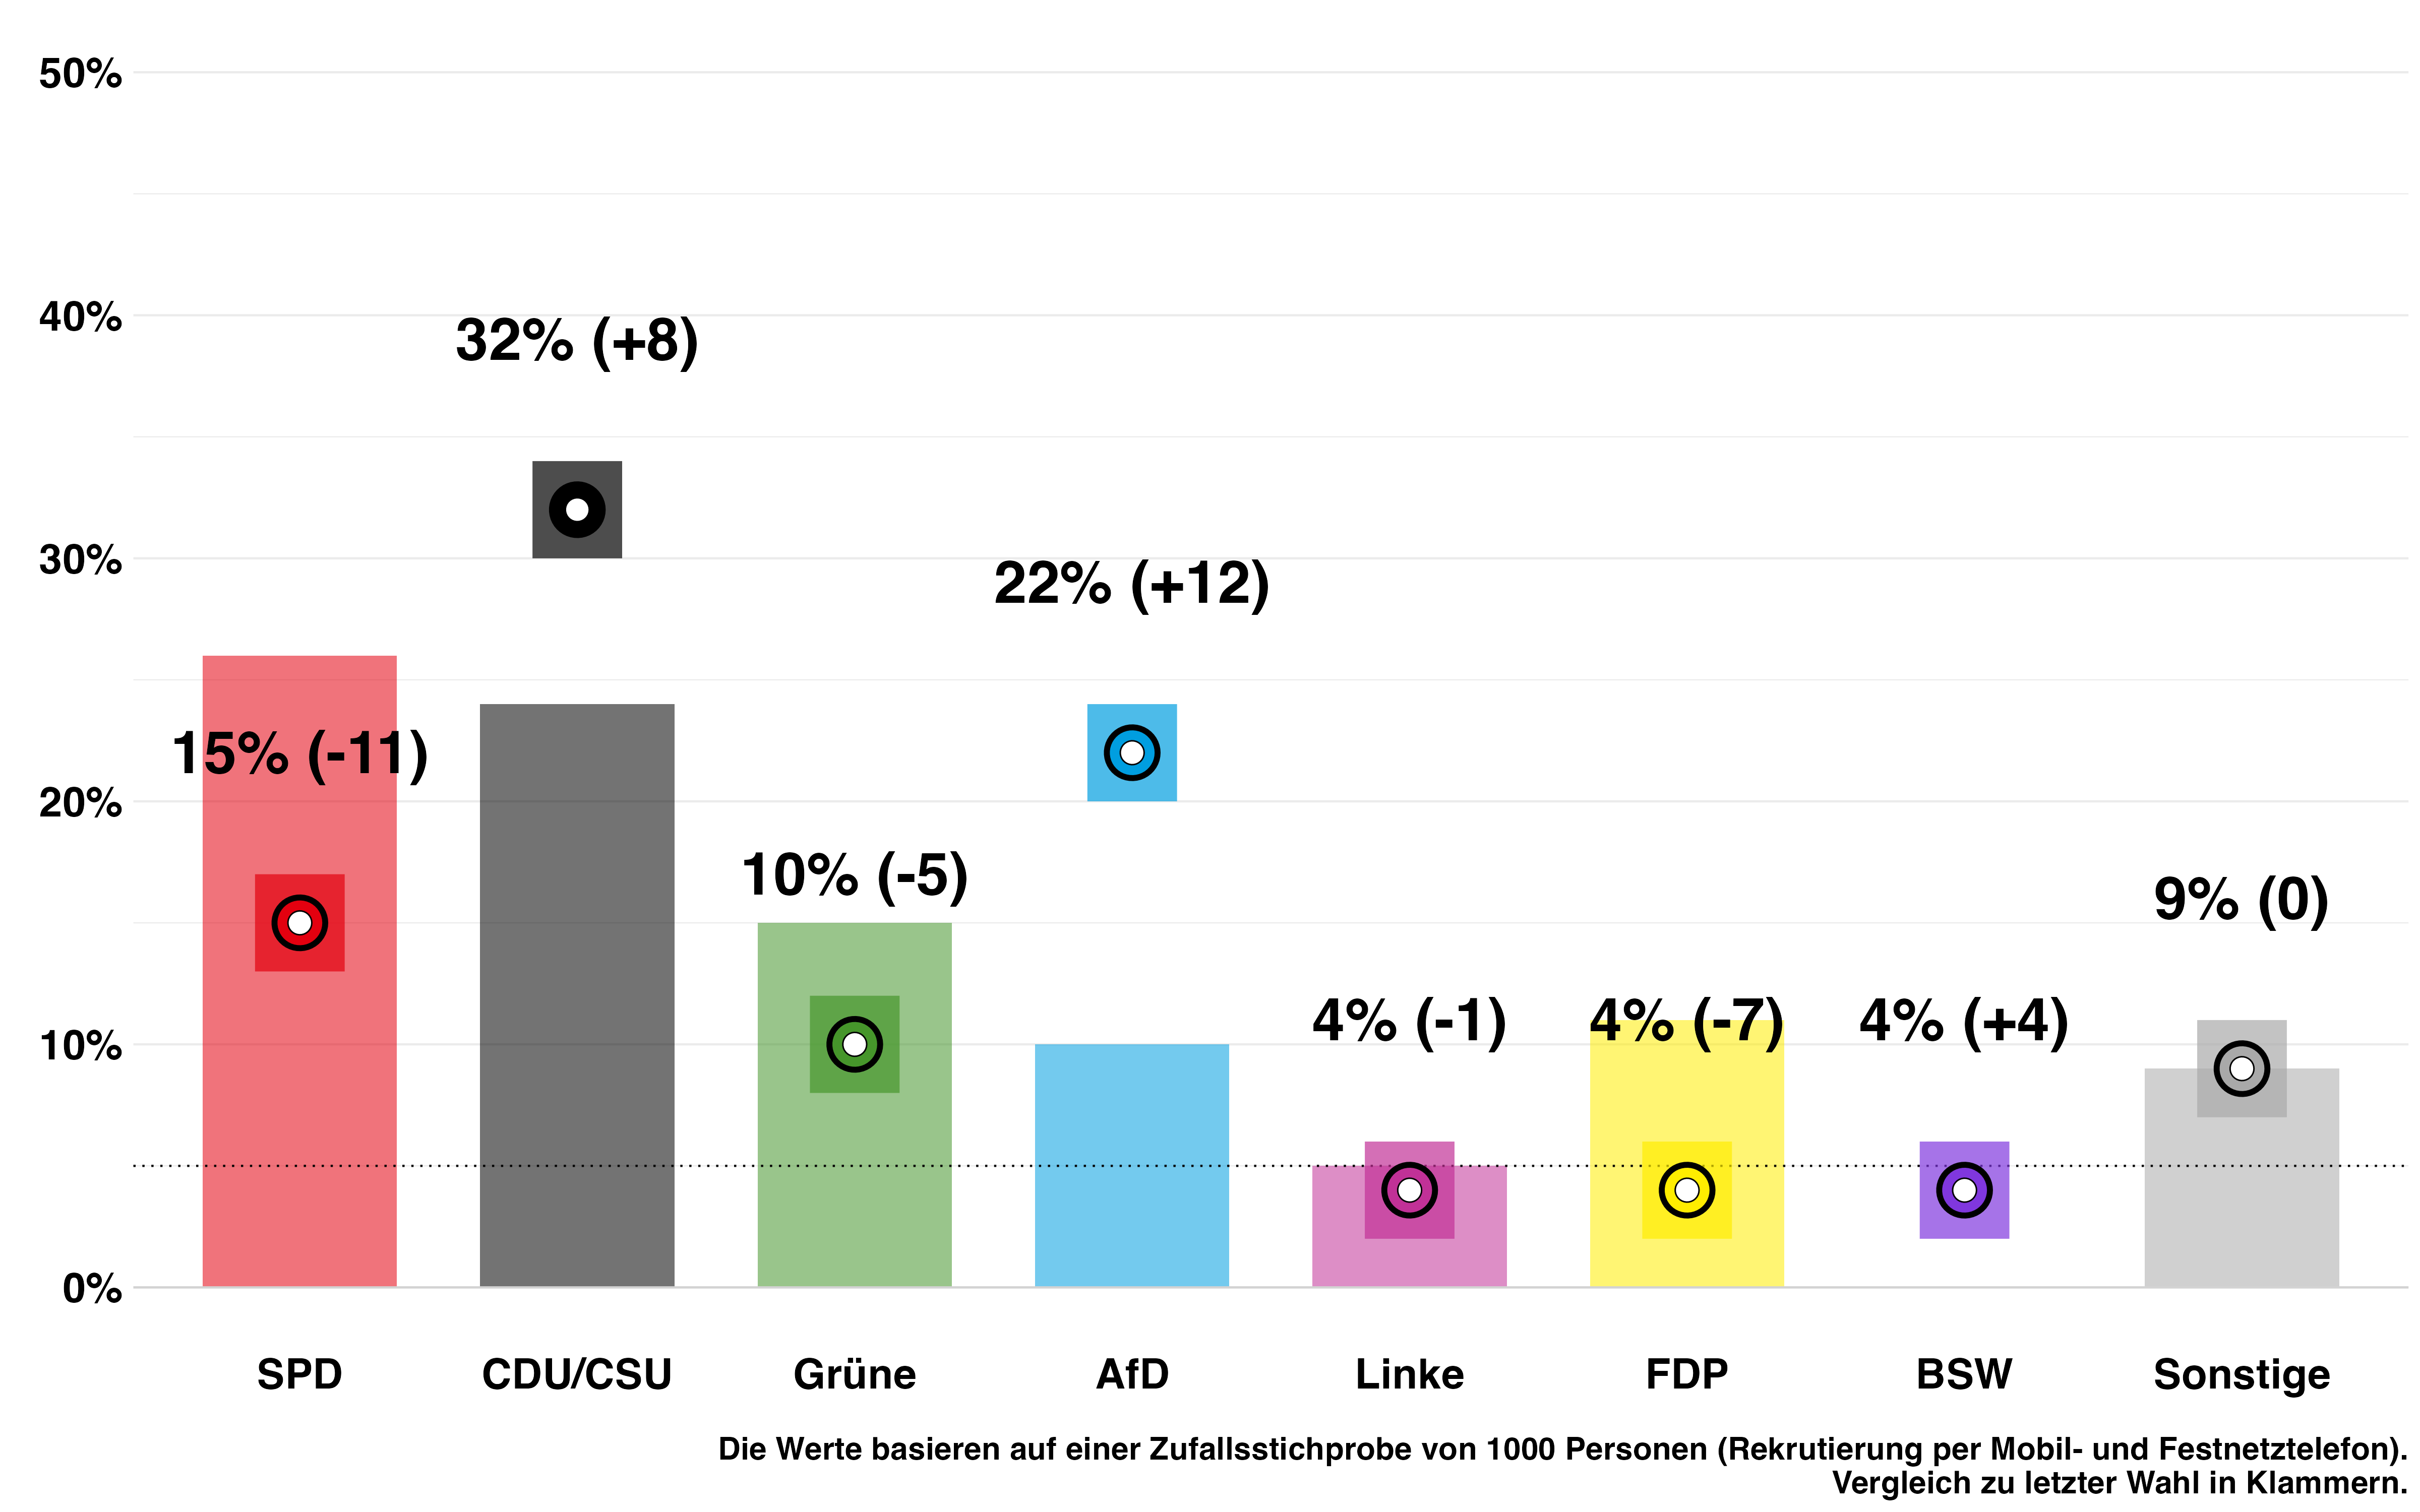 50%
40%
30%
20%
10%
0%
32% (+8)
22% (+12)
15% (-11)
10% (-5)
9% (0)
4% (-1)
4% (-7)
4% (+4)
SPD
CDU/CSU
Grüne
AfD
Linke
FDP
BSW
Sonstige
Die Werte basieren auf einer Zufallsstichprobe von 1000 Personen (Rekrutierung per Mobil- und Festnetztelefon).
Vergleich zu letzter Wahl in Klammern.